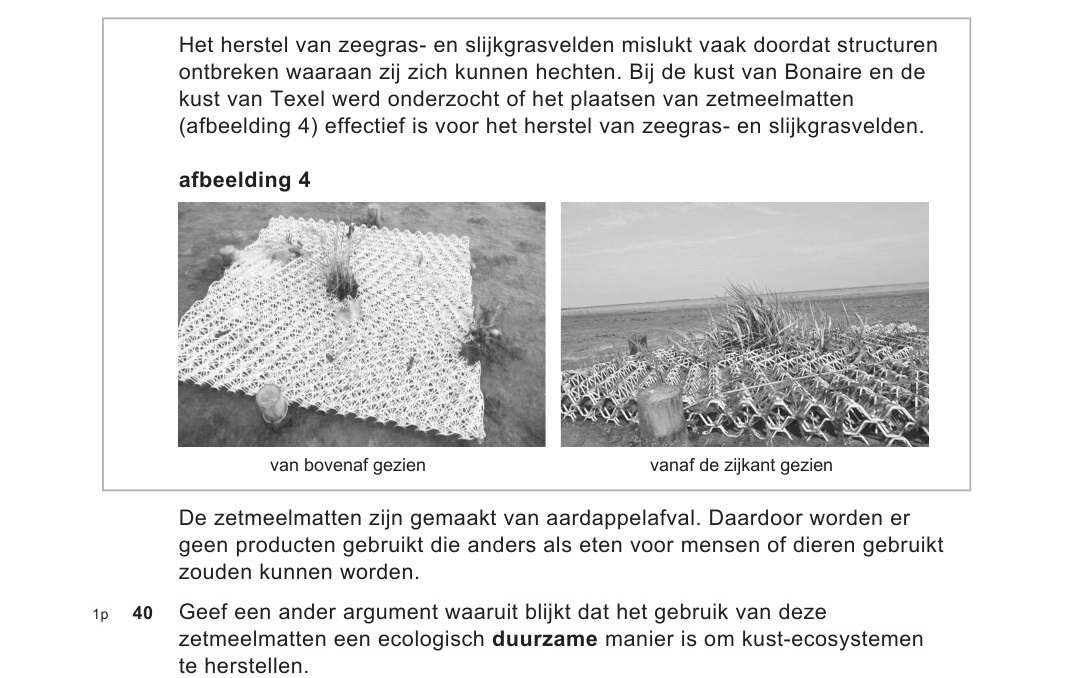 Het herstel van zeegras- en slijkgrasvelden mislukt vaak doordat structuren
ontbreken waaraan zij zich kunnen hechten. Bij de kust van Bonaire en de
kust van Texel werd onderzocht of het plaatsen van zetmeelmatten
(afbeelding 4) effectief is voor het herstel van zeegras- en slijkgrasvelden.
afbeelding 4
van bovenaf gezien
vanaf de zijkant gezien
De zetmeelmatten zijn gemaakt van aardappelafval. Daardoor worden er
geen producten gebruikt die anders als eten voor mensen of dieren gebruikt
zouden kunnen worden.
1p 40 Geef een ander argument waaruit blijkt dat het gebruik van deze
zetmeelmatten een ecologisch duurzame manier is om kust-ecosystemen
te herstellen.